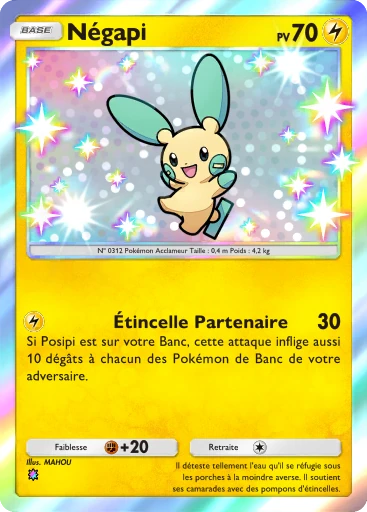 BASE
Négapi
PV 70
N° 0312 Pokémon Acclameur Taille : 0,4 m Poids : 4,2 kg
Étincelle Partenaire 30
Si Posipi est sur votre Banc, cette attaque inflige aussi
10 dégâts à chacun des Pokémon de Banc de votre
adversaire.
Faiblesse +20 Retraite
Illus. MAHOU
Il déteste tellement l'eau qu'il se réfugie sous
les porches à la moindre averse. Il soutient
ses camarades avec des pompons d'étincelles.